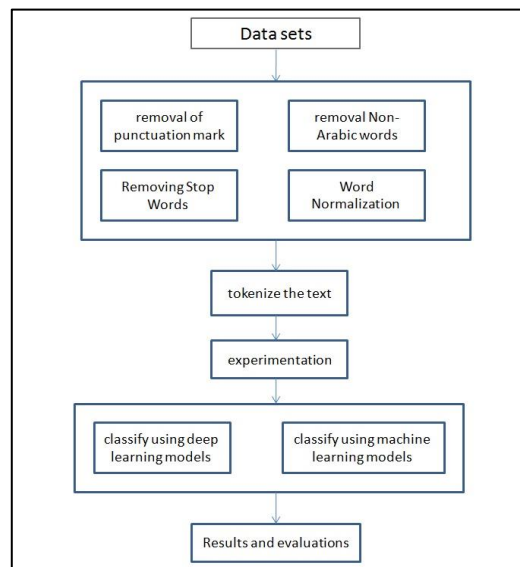 Data sets
removal of
punctuation mark
removal Non-
Arabic words
Removing Stop
Words
Word
Normalization
tokenize the text
experimentation
classify using deep
learning models
classify using machine
learning models
Results and evaluations